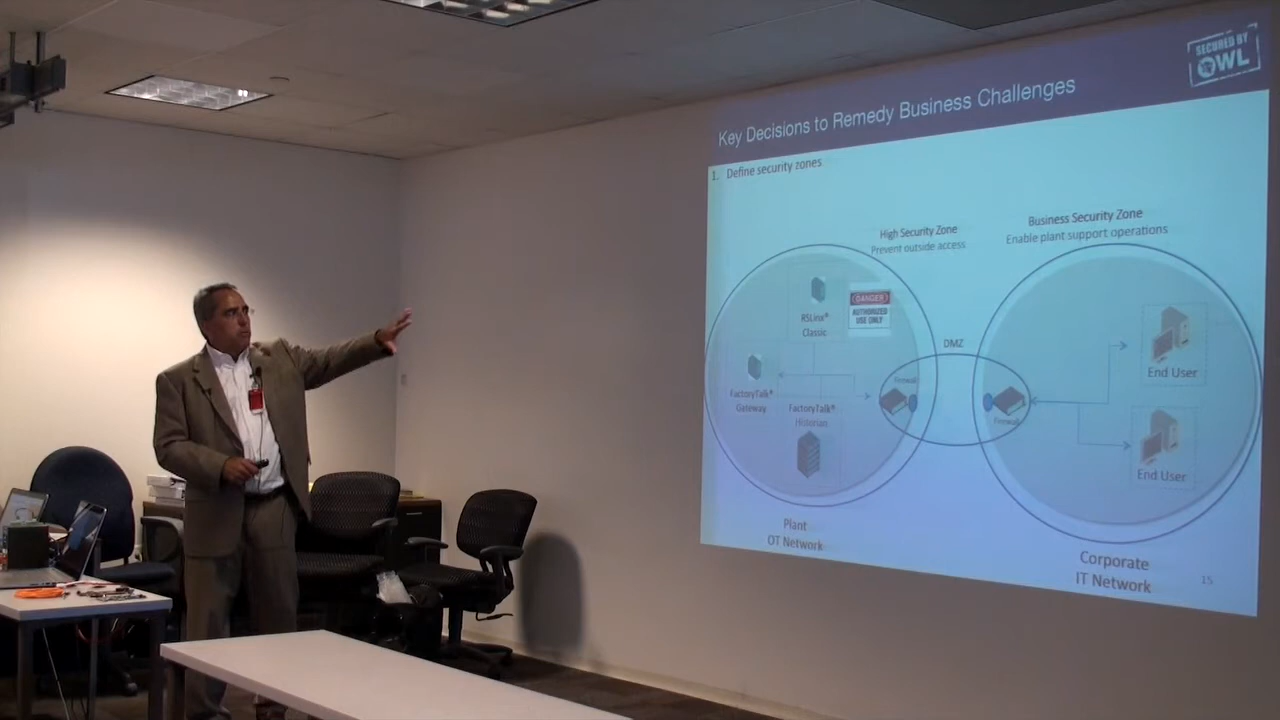 SECURED BY
OWL
Key Decisions to Remedy Business Challenges
1. Define security zones
High Security Zone
Prevent outside access
Business Security Zone
Enable plant support operations
RSLinx®
Classic
DANGER
AUTHORIZED
USE ONLY
DMZ
FactoryTalk®
Gateway
FactoryTalk®
Historian
Firewall
Firewall
End User
End User
Plant
OT Network
Corporate
IT Network
15